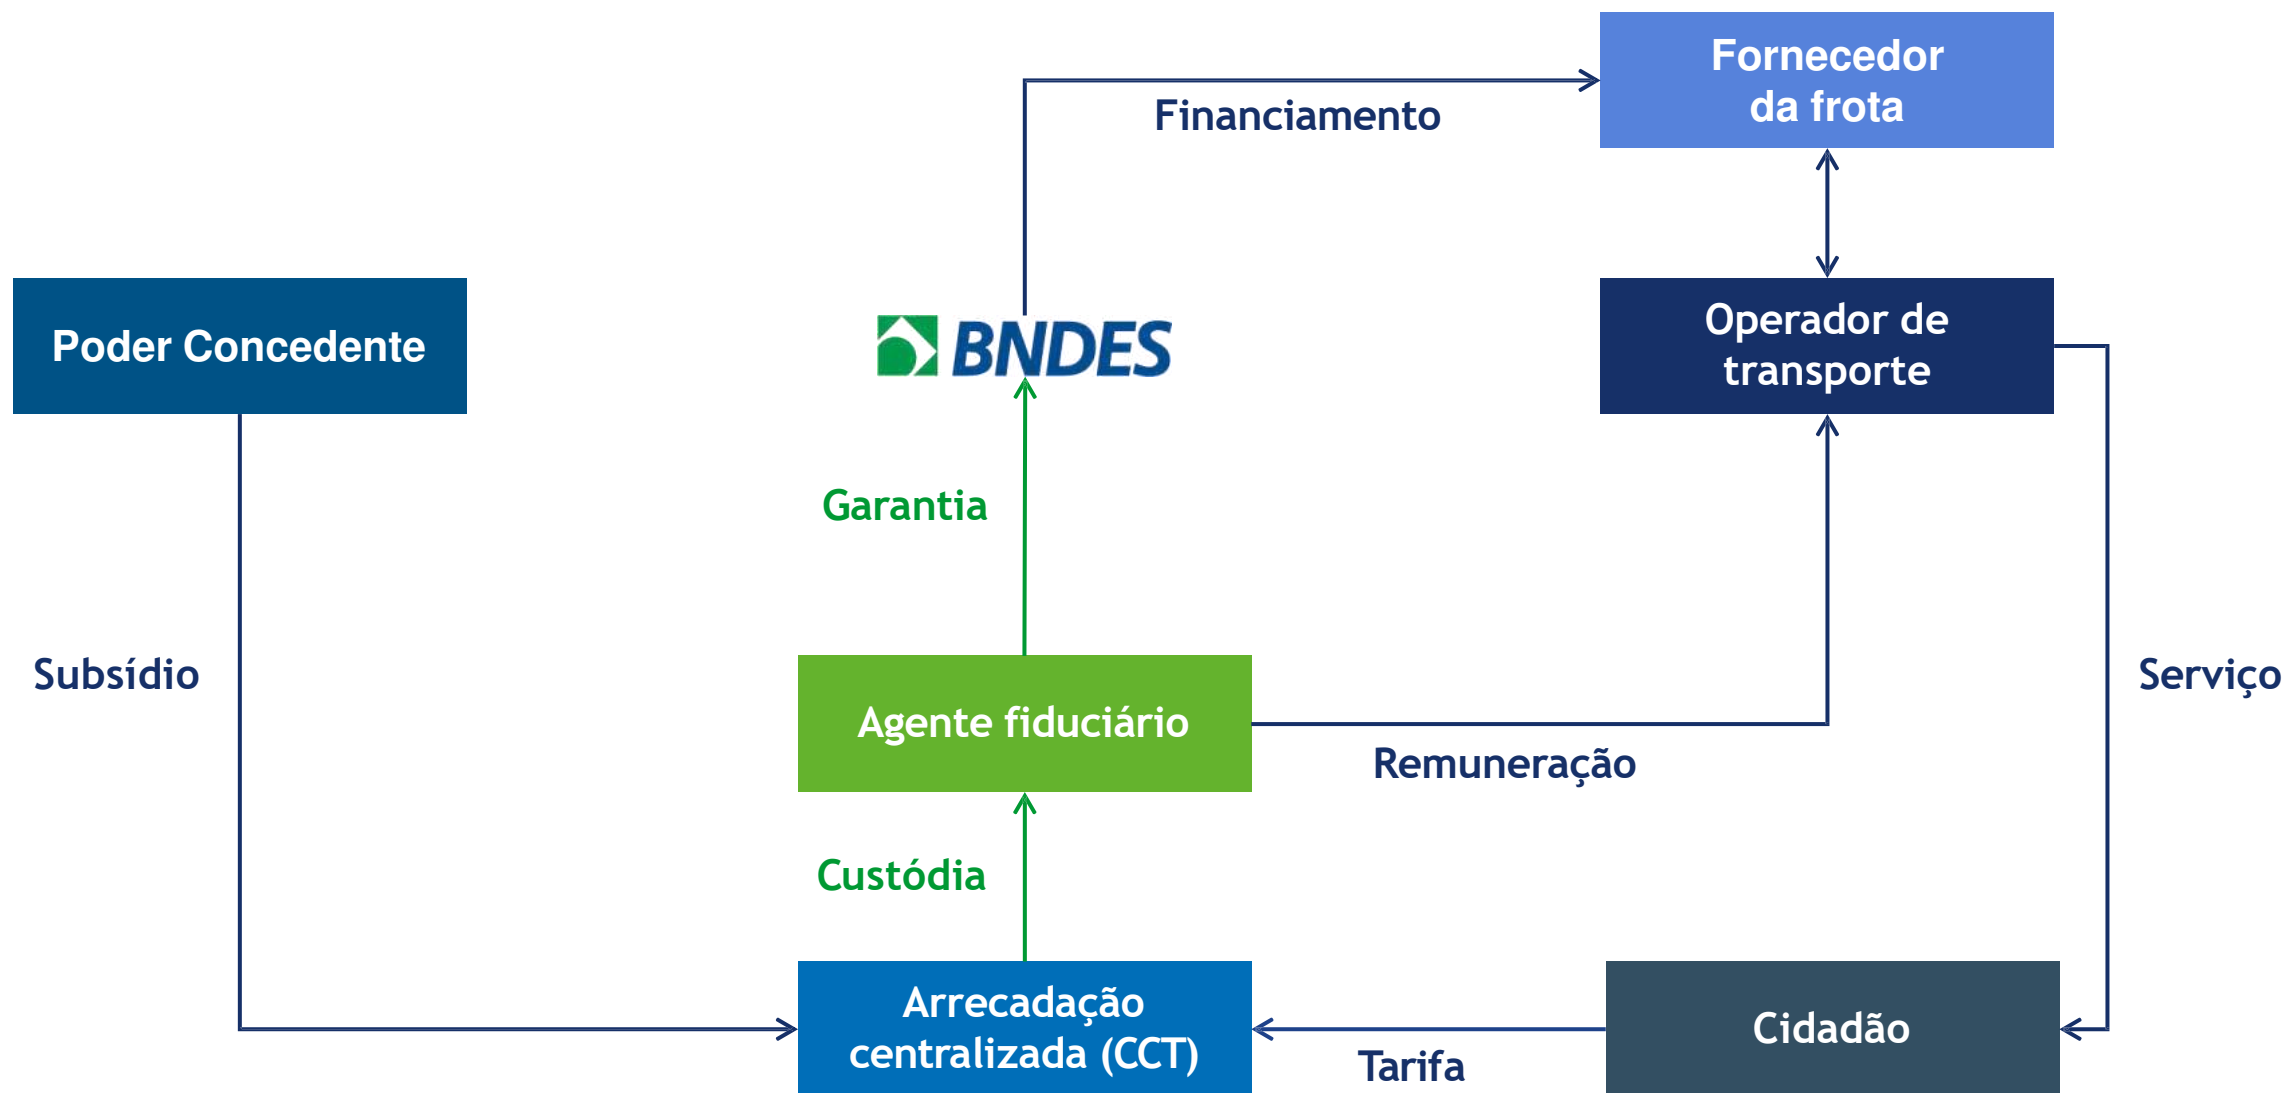 Fornecedor
da frota
Financiamento
Poder Concedente
BNDES
Operador de
transporte
Garantia
Subsídio
Serviço
Agente fiduciário
Remuneração
Custódia
Arrecadação
centralizada (CCT)
Tarifa
Cidadão